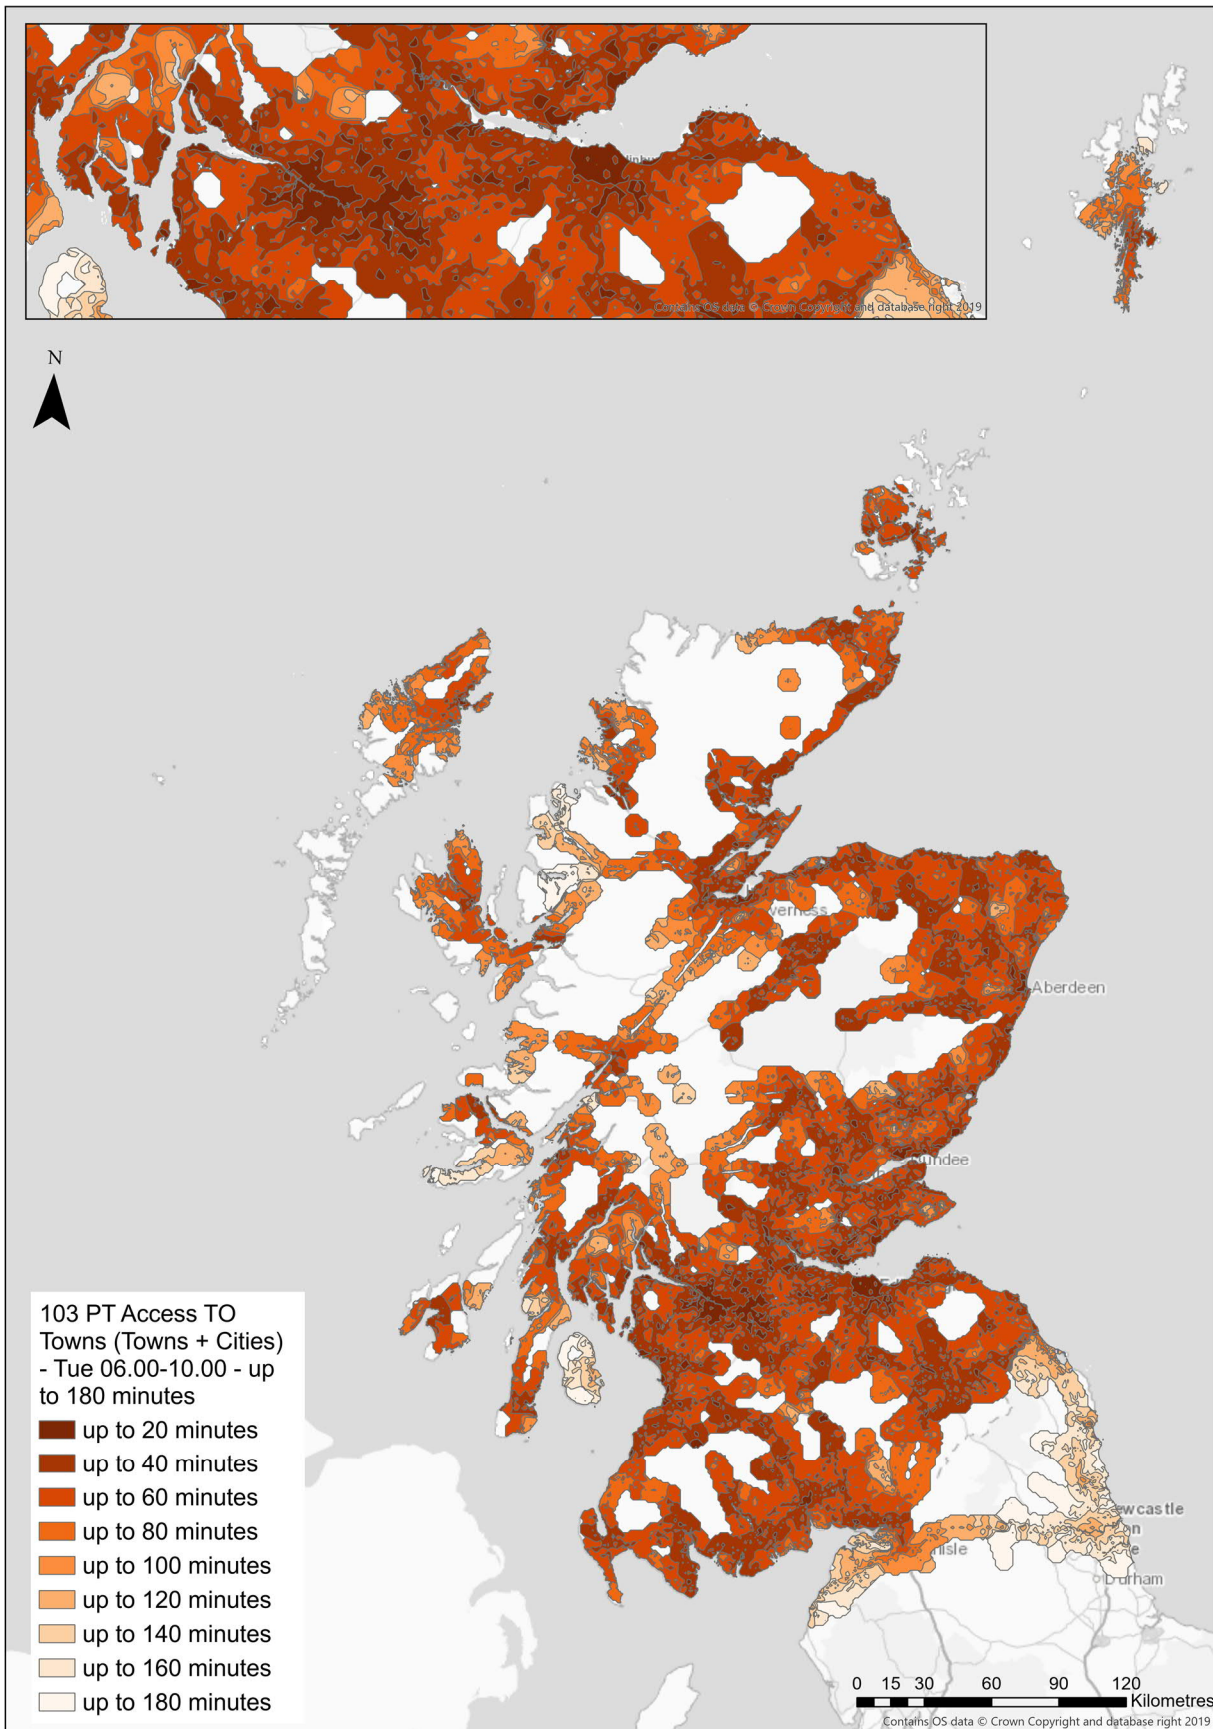 Contains OS data © Crown Copyright and database right 2019
N
Aberdeen
103 PT Access TO
Towns (Towns + Cities)
- Tue 06.00-10.00 - up
to 180 minutes
up to 20 minutes
up to 40 minutes
up to 60 minutes
up to 80 minutes
up to 100 minutes
up to 120 minutes
up to 140 minutes
up to 160 minutes
up to 180 minutes
0 15 30 60 90 120
Kilometres
Contains OS data © Crown Copyright and database right 2019